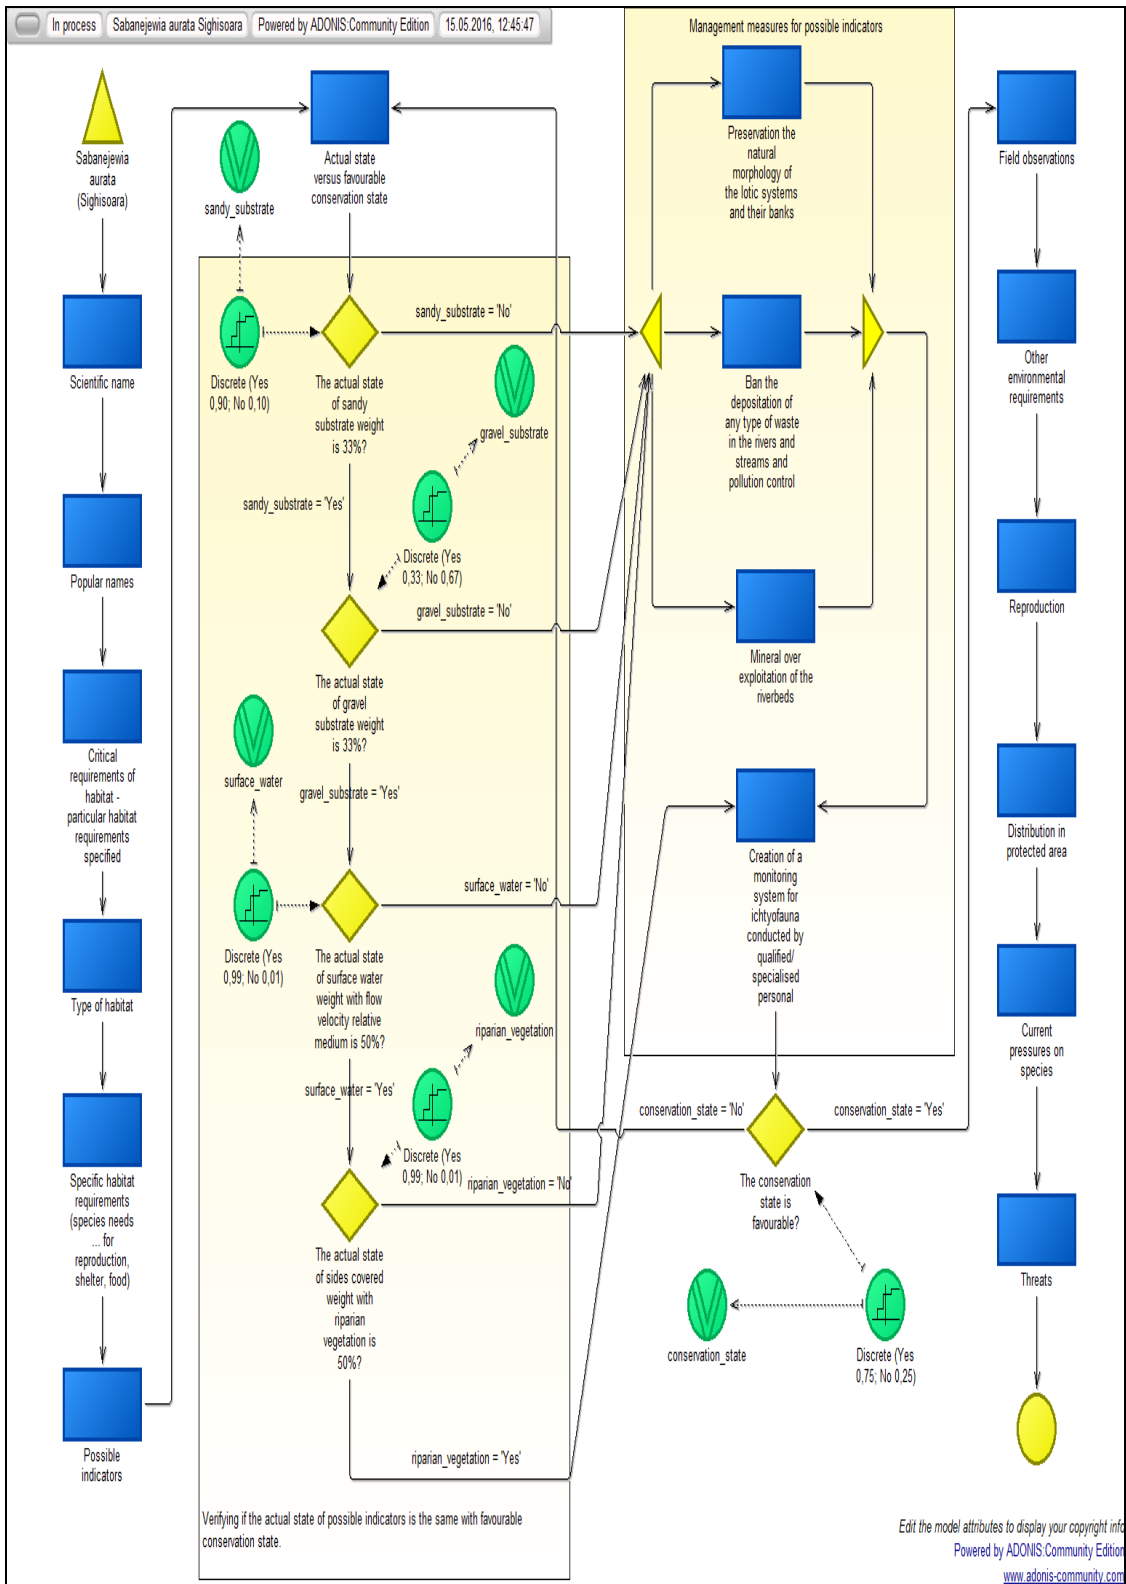 In process
Sabanejewia aurata Sighisoara
Powered by ADONIS:Community Edition
15.05.2016, 12:45:47
Sabanejewia
aurata
(Sighisoara)
Scientific name
Popular names
Critical
requirements of
habitat -
particular habitat
requirements
specified
Type of habitat
Specific habitat
requirements
(species needs
... for
reproduction,
shelter, food)
Possible
indicators
Actual state
versus favourable
conservation state
sandy_substrate
Discrete (Yes
0,90; No 0,10)
The actual state
of sandy
substrate weight
is 33%?
sandy_substrate = 'No'
sandy_substrate = 'Yes'
gravel_substrate
Discrete (Yes
0,33; No 0,67)
gravel_substrate = 'No'
The actual state
of gravel
substrate weight
is 33%?
gravel_substrate = 'Yes'
surface_water
Discrete (Yes
0,99; No 0,01)
surface_water = 'No'
The actual state
of surface water
weight with flow
velocity relative
medium is 50%?
surface_water = 'Yes'
riparian_vegetation
Discrete (Yes
0,99; No 0,01)
riparian_vegetation = 'No'
The actual state
of sides covered
weight with
riparian
vegetation is
50%?
riparian_vegetation = 'Yes'
Verifying if the actual state of possible indicators is the same with favourable
conservation state.
Management measures for possible indicators
Preservation the
natural
morphology of
the lotic systems
and their banks
Ban the
depositation of
any type of waste
in the rivers and
streams and
pollution control
Mineral over
exploitation of the
riverbeds
Creation of a
monitoring
system for
ichtyofauna
conducted by
qualified/
specialised
personal
conservation_state = 'No'
conservation_state = 'Yes'
The conservation
state is
favourable?
conservation_state
Discrete (Yes
0,75; No 0,25)
Field observations
Other
environmental
requirements
Reproduction
Distribution in
protected area
Current
pressures on
species
Threats
Edit the model attributes to display your copyright info
Powered by ADONIS:Community Edition
www.adonis-community.com